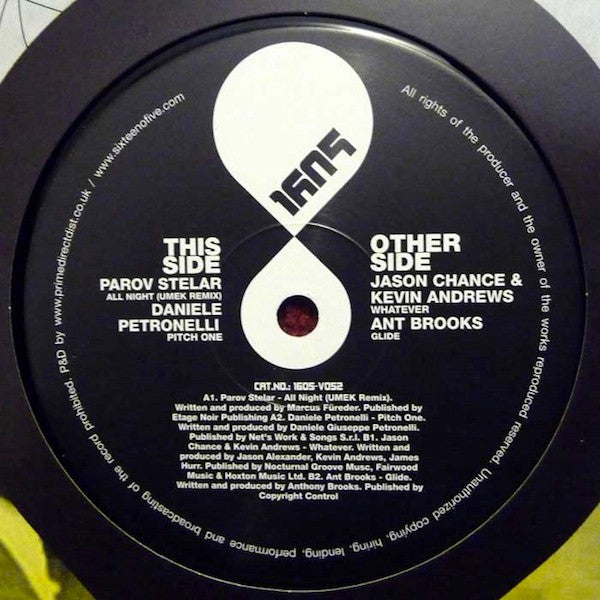 1605
THIS
SIDE
PAROV STELAR
ALL NIGHT (UMEK REMIX)
DANIELE
PETRONELLI
PITCH ONE
OTHER
SIDE
JASON CHANCE &
KEVIN ANDREWS
WHATEVER
ANT BROOKS
GLIDE
CAT.NO.: 1605-V052
A1. Parov Stelar - All Night (UMEK Remix).
Written and produced by Marcus Füreder. Published by
Etage Noir Publishing A2. Daniele Petronelli - Pitch One.
Written and produced by Daniele Giuseppe Petronelli.
Published by Net's Work & Songs S.r.l. B1. Jason
Chance & Kevin Andrews - Whatever. Written and
produced by Jason Alexander, Kevin Andrews, James
Hurr. Published by Nocturnal Groove Musc, Fairwood
Music & Hoxton Music Ltd. B2. Ant Brooks - Glide.
Written and produced by Anthony Brooks. Published by
Copyright Control
All rights of the producer and the owner of the works reproduced reserved. Unauthorized copying, hiring, lending, performance and broadcasting of the record prohibited. P&D by www.primedirectdist.co.uk / www.sixteenofive.com